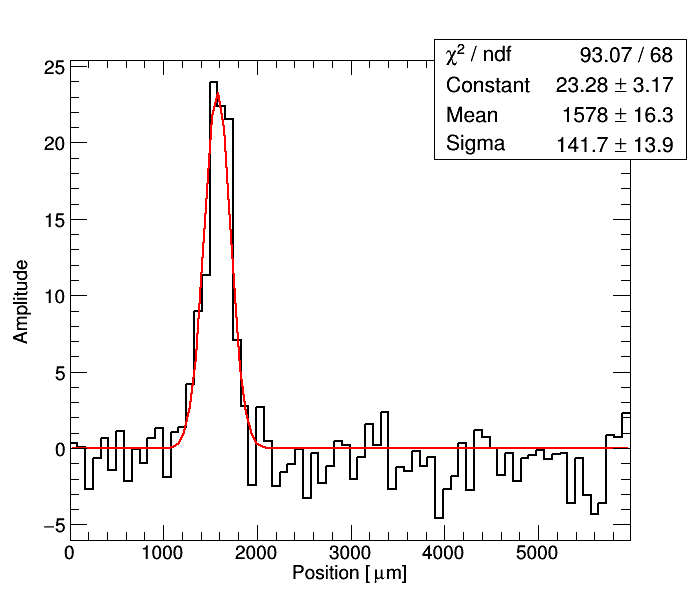 χ² / ndf 93.07 / 68
Constant 23.28 ± 3.17
Mean 1578 ± 16.3
Sigma 141.7 ± 13.9
25
20
15
10
5
0
−5
Amplitude
0 1000 2000 3000 4000 5000
Position [ μm]